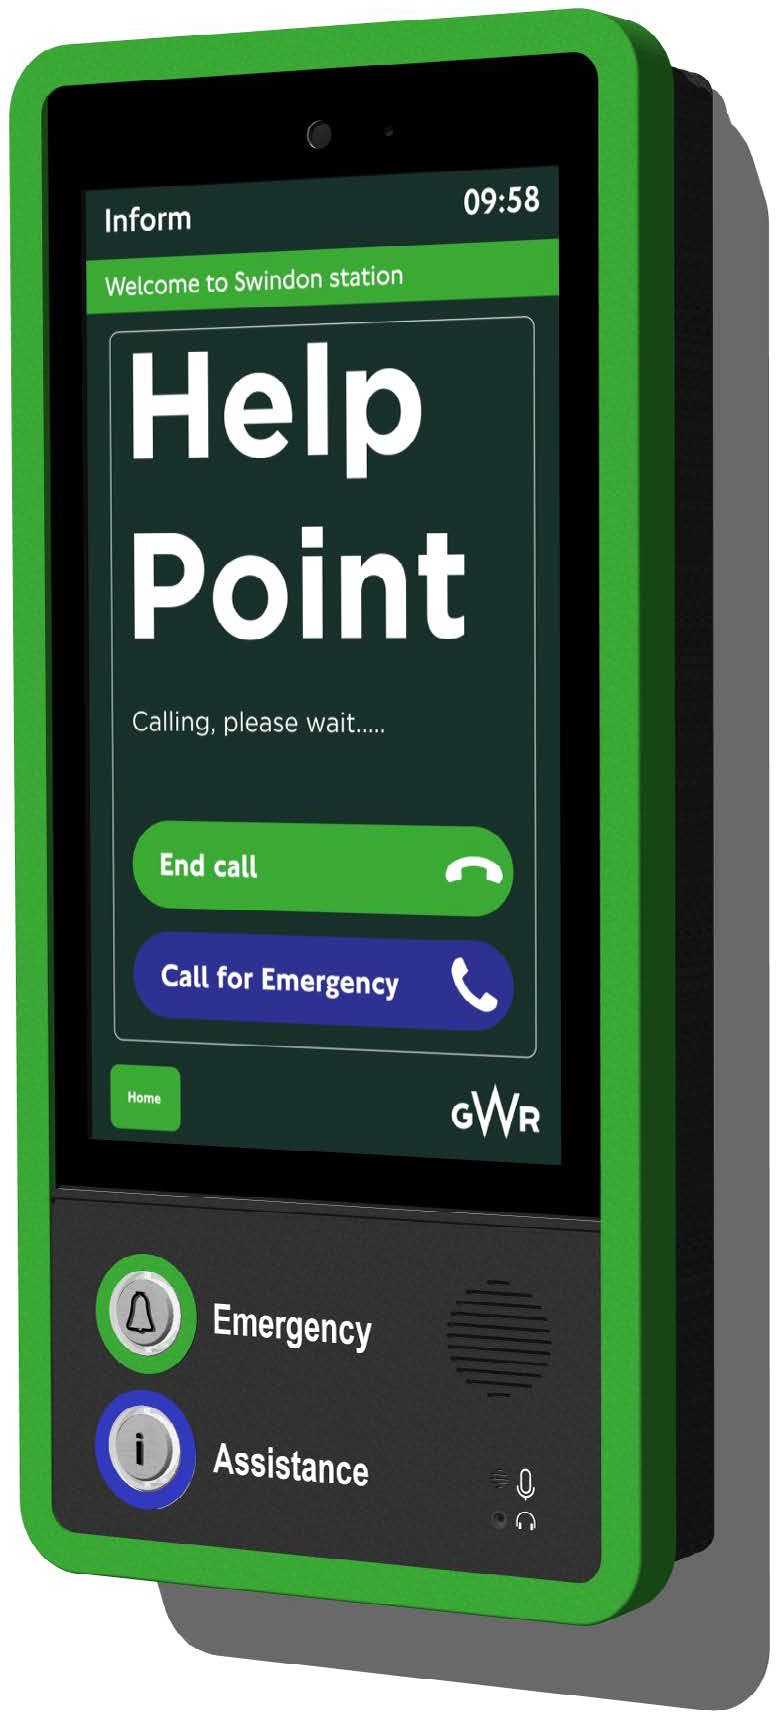 Inform
09:58
Welcome to Swindon station
Help
Point
Calling, please wait.....
End call
Call for Emergency
Home
GWR
Emergency
i
Assistance